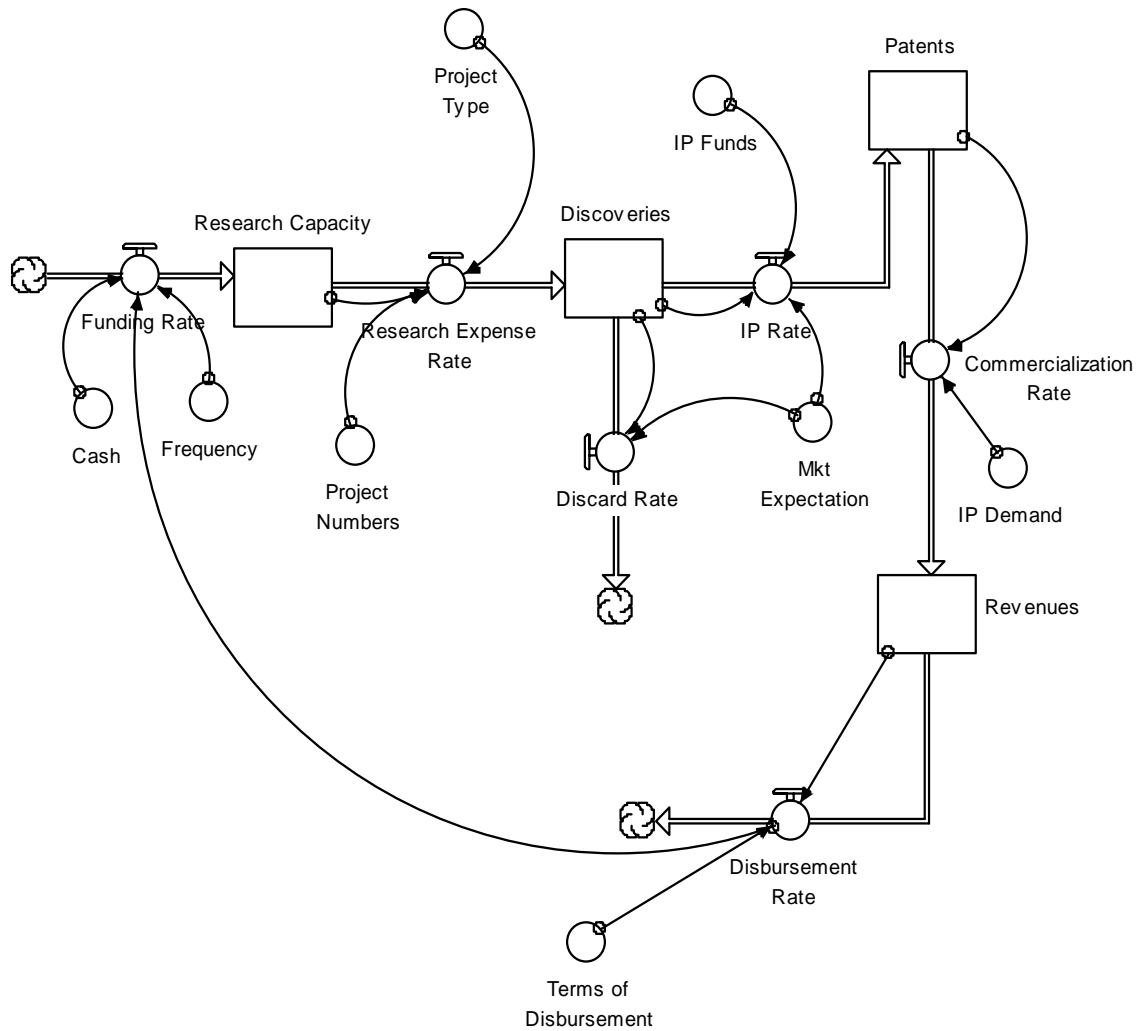 Patents
Project
Type
IP Funds
Research Capacity
Discoveries
Funding Rate
Research Expense
Rate
IP Rate
Commercialization
Rate
Cash
Frequency
Project
Numbers
Discard Rate
Mkt
Expectation
IP Demand
Revenues
Disbursement
Rate
Terms of
Disbursement